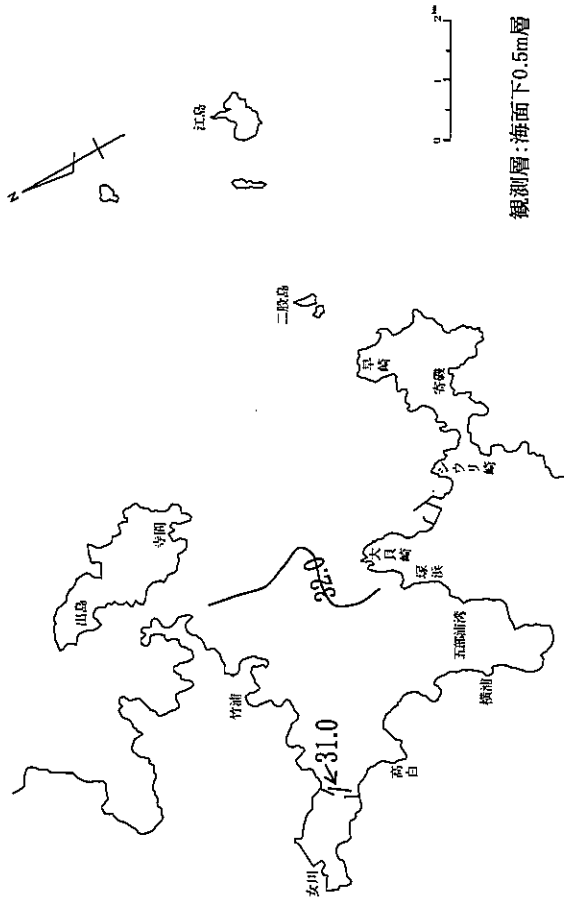 N
江島
0 1 2 km
観測層:海面下0.5m層
二股島
早崎
寄磯
シウリ崎
寺間
出島
大貝崎
塚浜
32.0
竹浦
五部浦湾
横浦
31.0
高白
女川